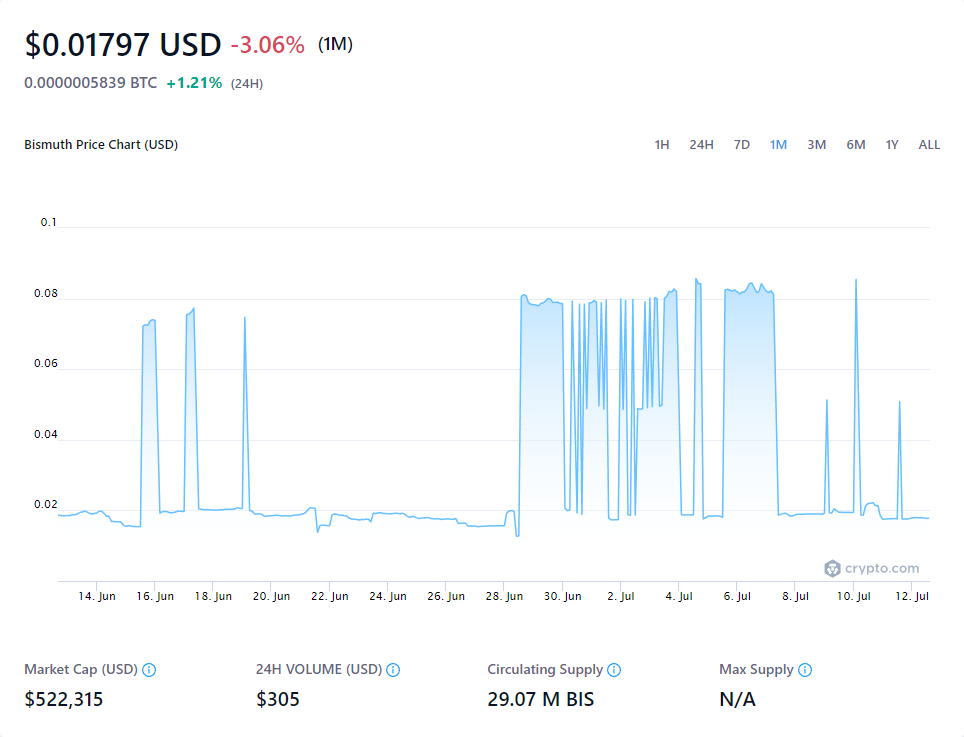 $0.01797 USD -3.06% (1M)
0.0000005839 BTC +1.21% (24H)
Bismuth Price Chart (USD) 1H 24H 7D 1M 3M 6M 1Y ALL
0.1
0.08
0.06
0.04
0.02
crypto.com
14. Jun 16. Jun 18. Jun 20. Jun 22. Jun 24. Jun 26. Jun 28. Jun 30. Jun 2. Jul 4. Jul 6. Jul 8. Jul 10. Jul 12. Jul
Market Cap (USD) 24H VOLUME (USD) Circulating Supply Max Supply
$522,315 $305 29.07 M BIS N/A